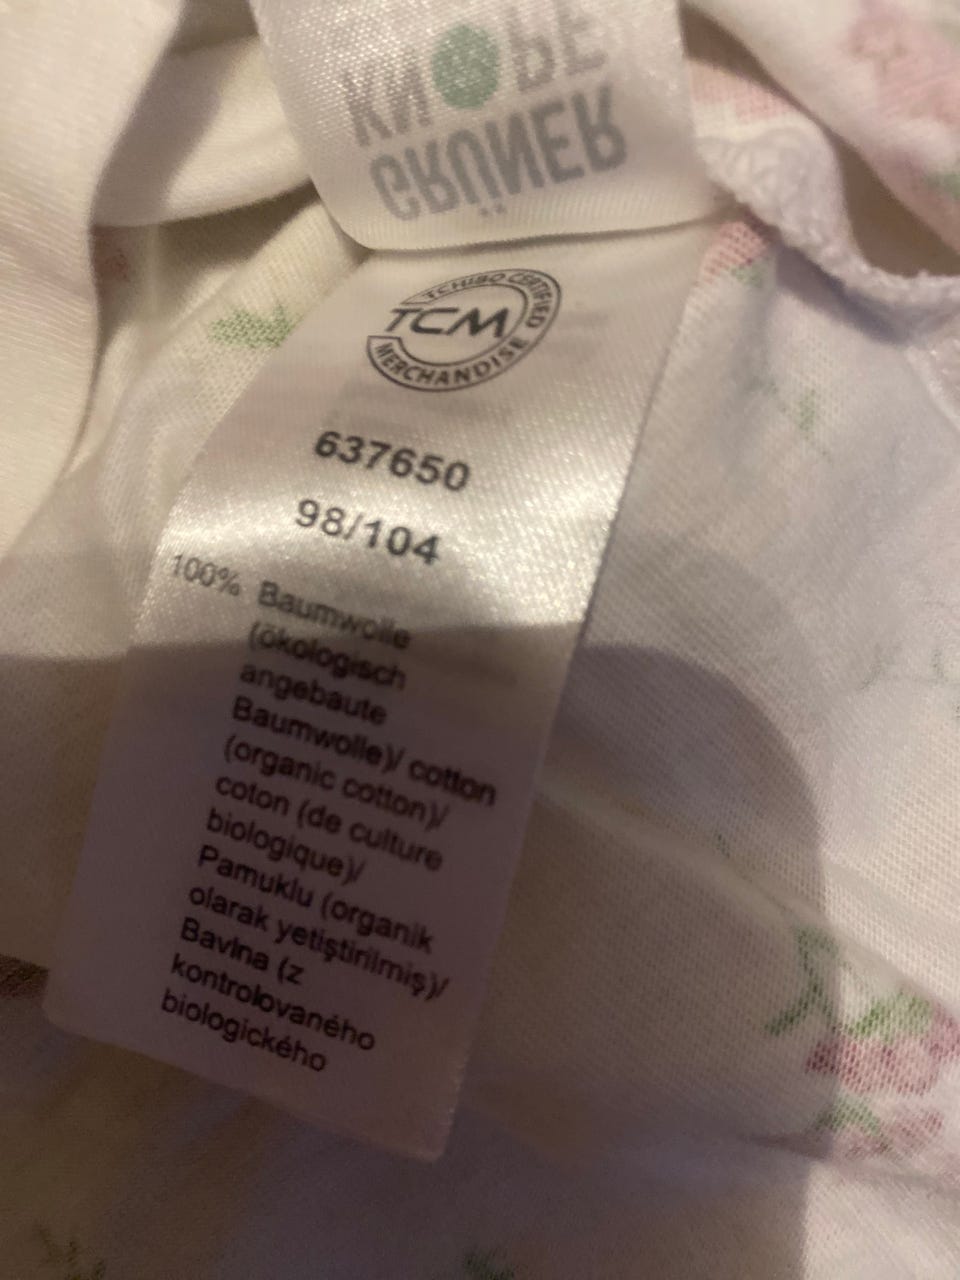 GRÜNER
KNOPF
TCHIBO CERTIFIED
TCM
MERCHANDISE
637650
98/104
100% Baumwolle
(ökologisch
angebaute
Baumwolle)/ cotton
(organic cotton)/
coton (de culture
biologique)/
Pamuklu (organik
olarak yetiştirilmiş)/
Bavlna (z
kontrolovaného
biologického